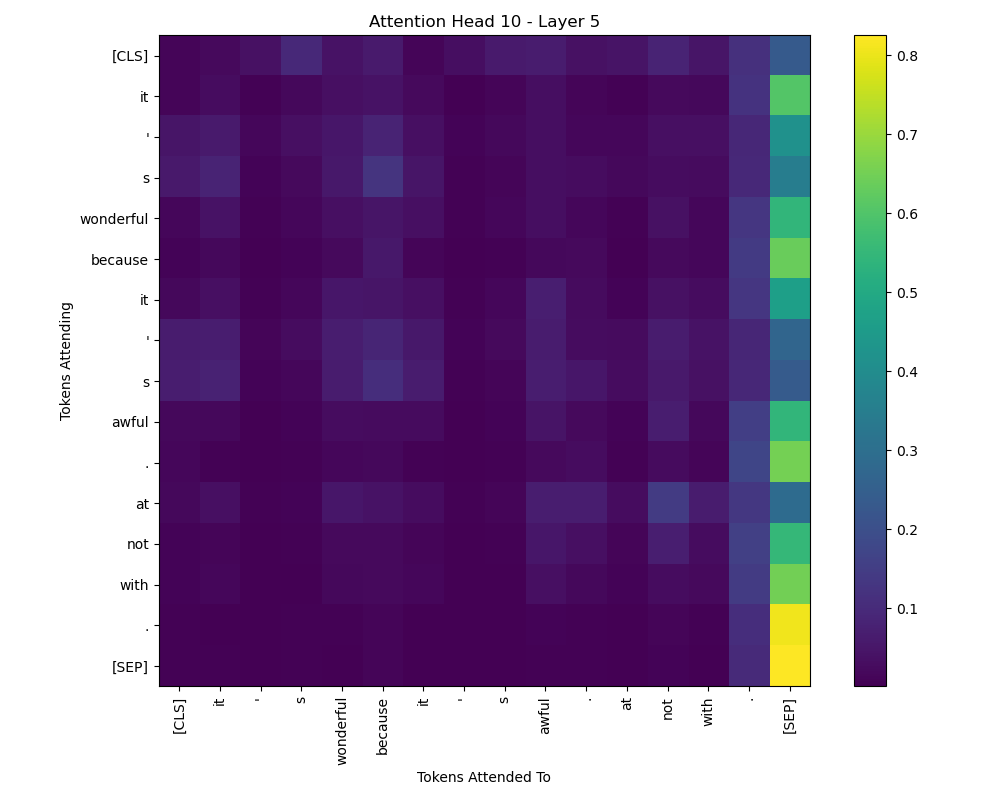 Attention Head 10 - Layer 5
[CLS]
it
'
s
wonderful
because
it
'
s
awful
.
at
not
with
.
[SEP]
Tokens Attending
[CLS]
it
'
s
wonderful
because
it
'
s
awful
.
at
not
with
.
[SEP]
Tokens Attended To
0.8
0.7
0.6
0.5
0.4
0.3
0.2
0.1